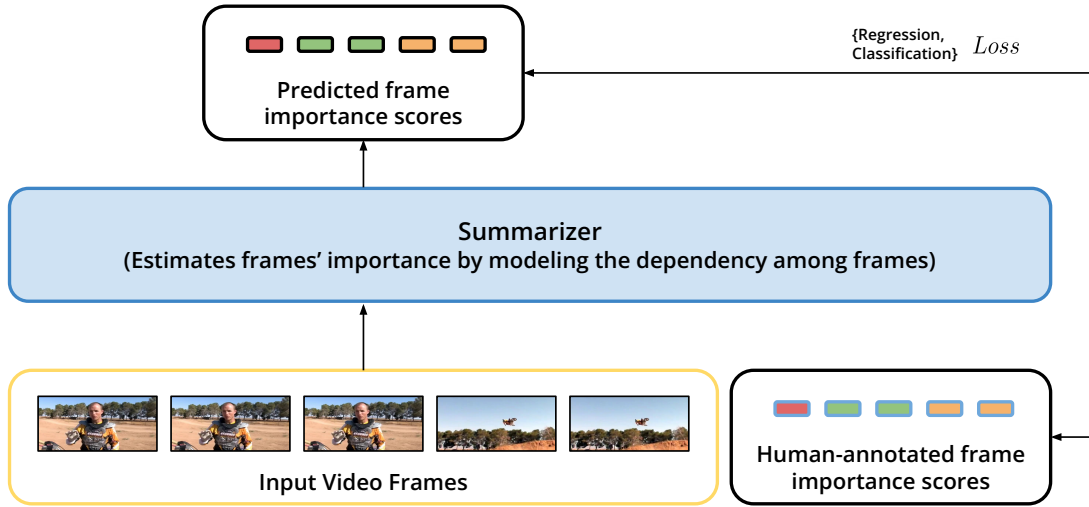 {Regression,
Classification} Loss
Predicted frame
importance scores
Summarizer
(Estimates frames’ importance by modeling the dependency among frames)
Input Video Frames
Human-annotated frame
importance scores